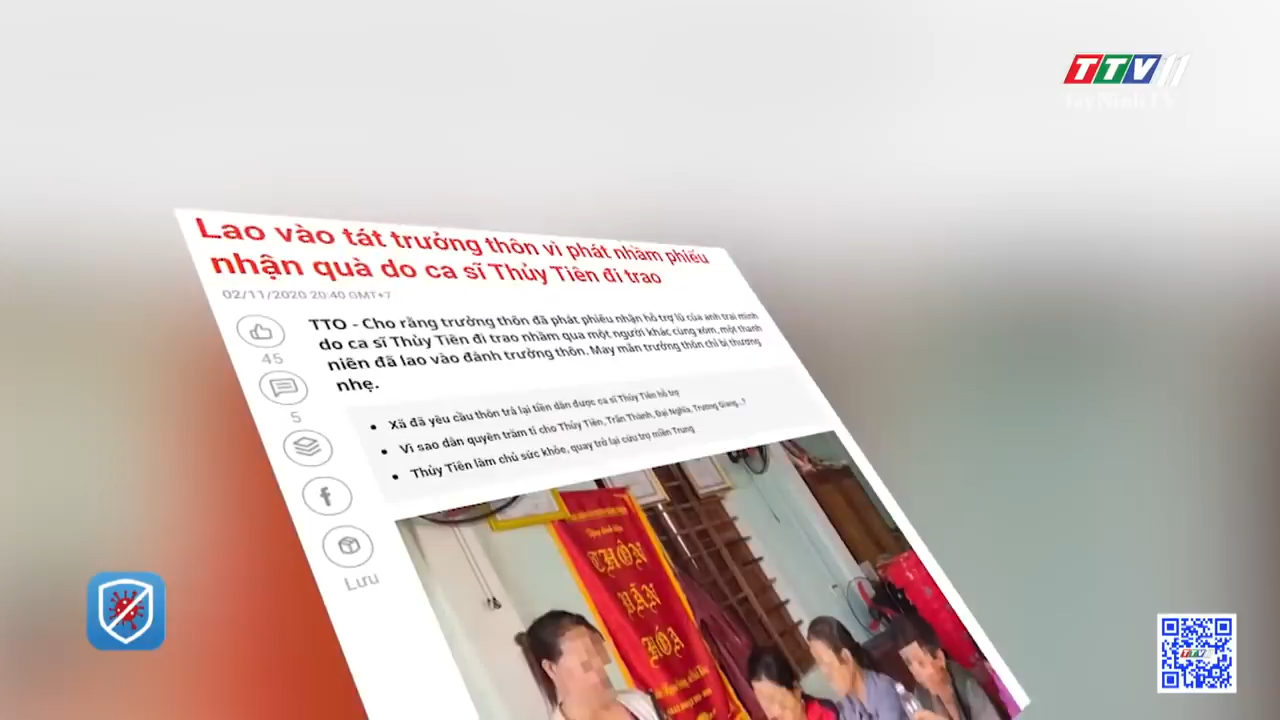 TTV11
TayNinhTV
Lao vào tát trưởng thôn vì phát nhầm phiếu
nhận quà do ca sĩ Thủy Tiên đi trao
02/11/2020 20:40 GMT+7
TTO - Cho rằng trưởng thôn đã phát phiếu nhận hỗ trợ lũ của anh trai mình
do ca sĩ Thủy Tiên đi trao nhầm qua một người khác cùng xóm, một thanh
niên đã lao vào đánh trưởng thôn. May mắn trưởng thôn chỉ bị thương
nhẹ.
45
5
Lưu
• Xã đã yêu cầu thôn trả lại tiền dân được ca sĩ Thủy Tiên hỗ trợ
• Vì sao dân quyên trăm tỉ cho Thủy Tiên, Trấn Thành, Đại Nghĩa, Trường Giang...?
• Thủy Tiên làm chủ sức khỏe, quay trở lại cứu trợ miền Trung
THÔN
VĂN
HÓA
TTV